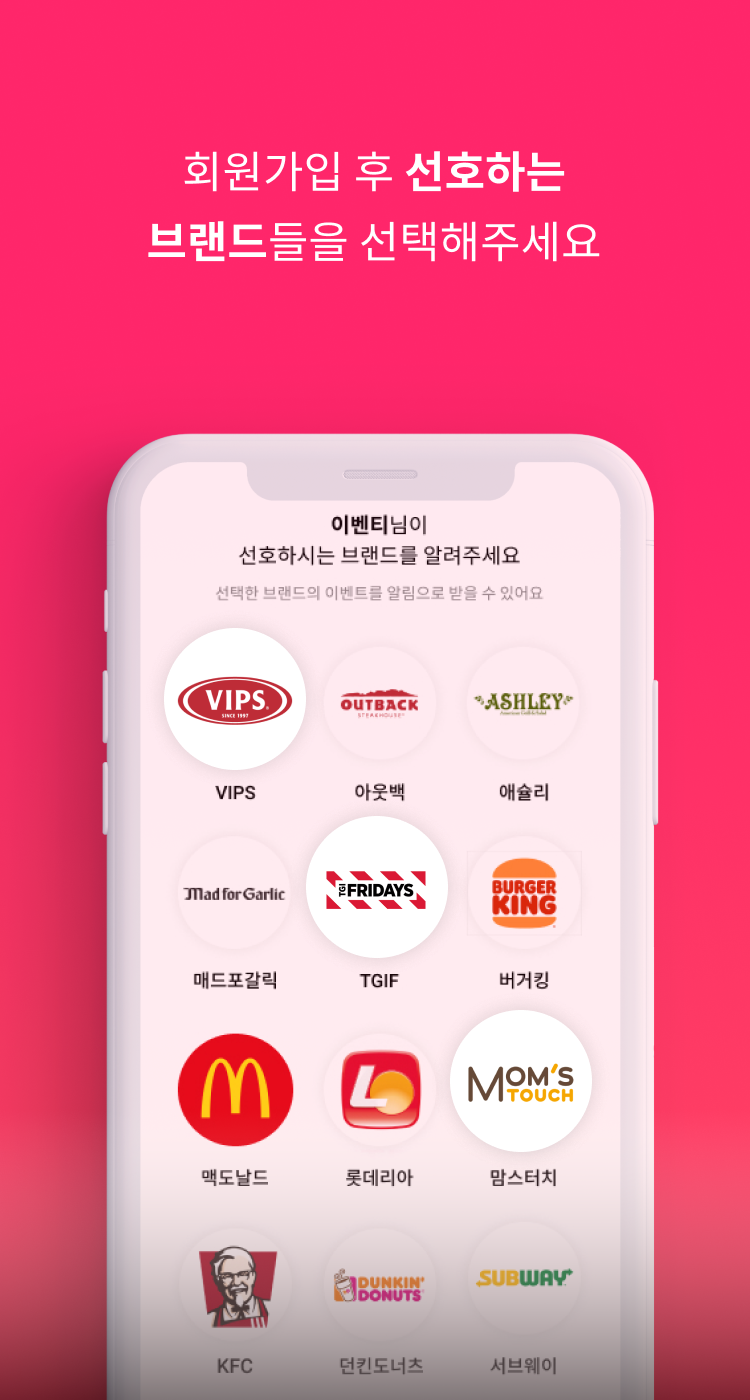 회원가입 후 선호하는
브랜드들을 선택해주세요
이벤티님이
선호하시는 브랜드를 알려주세요
선택한 브랜드의 이벤트를 알림으로 받을 수 있어요
VIPS
SINCE 1997
OUTBACK
STEAKHOUSE
ASHLEY
VIPS
아웃백
애슐리
Mad for Garlic
TGI FRIDAYS
BURGER
KING
매드포갈릭
TGIF
버거킹
MOM'S
TOUCH
맥도날드
롯데리아
맘스터치
DUNKIN'
DONUTS
SUBWAY
KFC
던킨도너츠
서브웨이